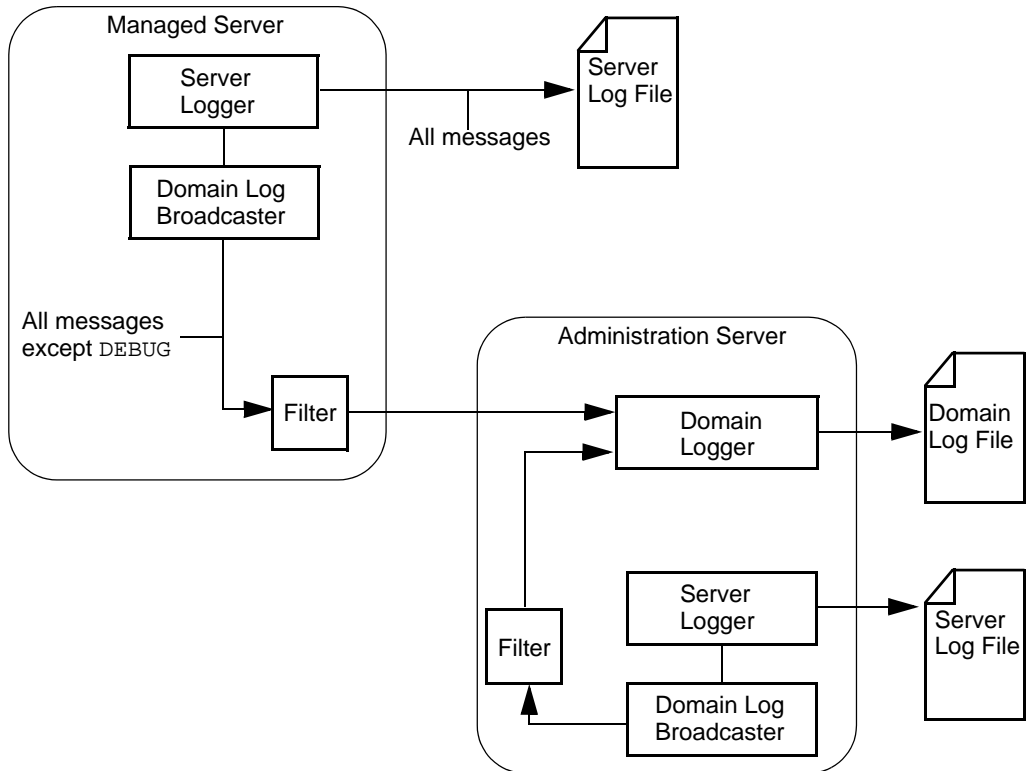 Managed Server
Server
Logger
Server
Log File
All messages
Domain Log
Broadcaster
All messages
except DEBUG
Filter
Administration Server
Domain
Logger
Domain
Log File
Server
Logger
Server
Log File
Filter
Domain Log
Broadcaster